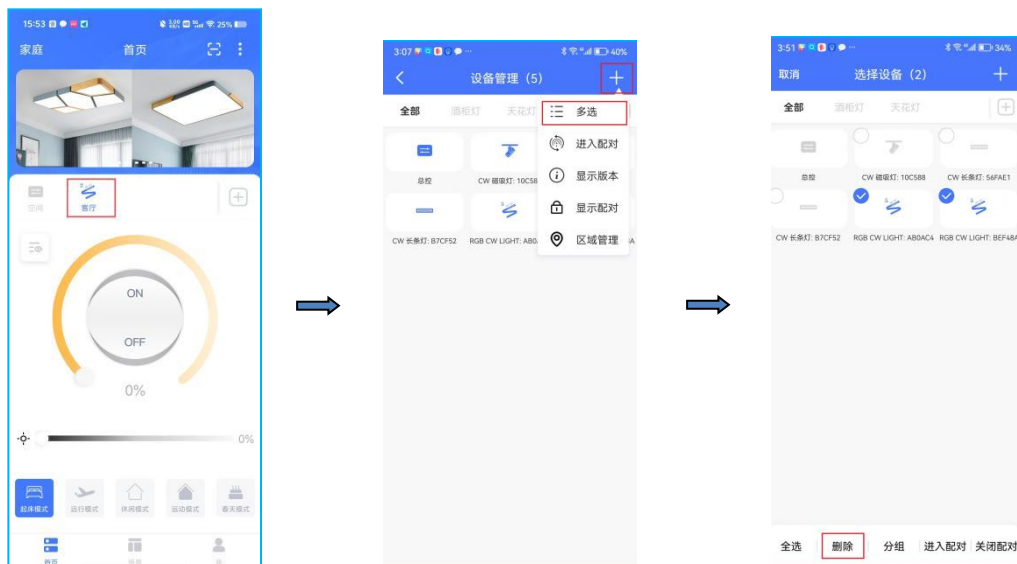 15:53
25%
家庭
首页
空间
客厅
ON
OFF
0%
0%
起床模式
远行模式
休闲模式
运动模式
春天模式
首页
3:07
40%
设备管理（5）
全部
酒柜灯
天花灯
多选
进入配对
显示版本
显示配对
区域管理
总控
CW 磁吸灯: 10C58
CW 长条灯: B7CF52
RGB CW LIGHT: AB0
3:51
34%
取消
选择设备（2）
全部
酒柜灯
天花灯
总控
CW 磁吸灯: 10C588
CW 长条灯: 56FAE1
CW 长条灯: B7CF52
RGB CW LIGHT: AB0AC4
RGB CW LIGHT: BEF48A
全选
删除
分组
进入配对
关闭配对